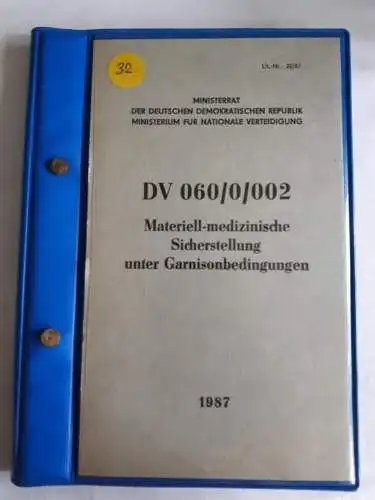 32
MINISTERRAT
DER DEUTSCHEN DEMOKRATISCHEN REPUBLIK
MINISTERIUM FÜR NATIONALE VERTEIDIGUNG
DV 060/0/002
Materiell-medizinische
Sicherstellung
unter Garnisonbedingungen
1987